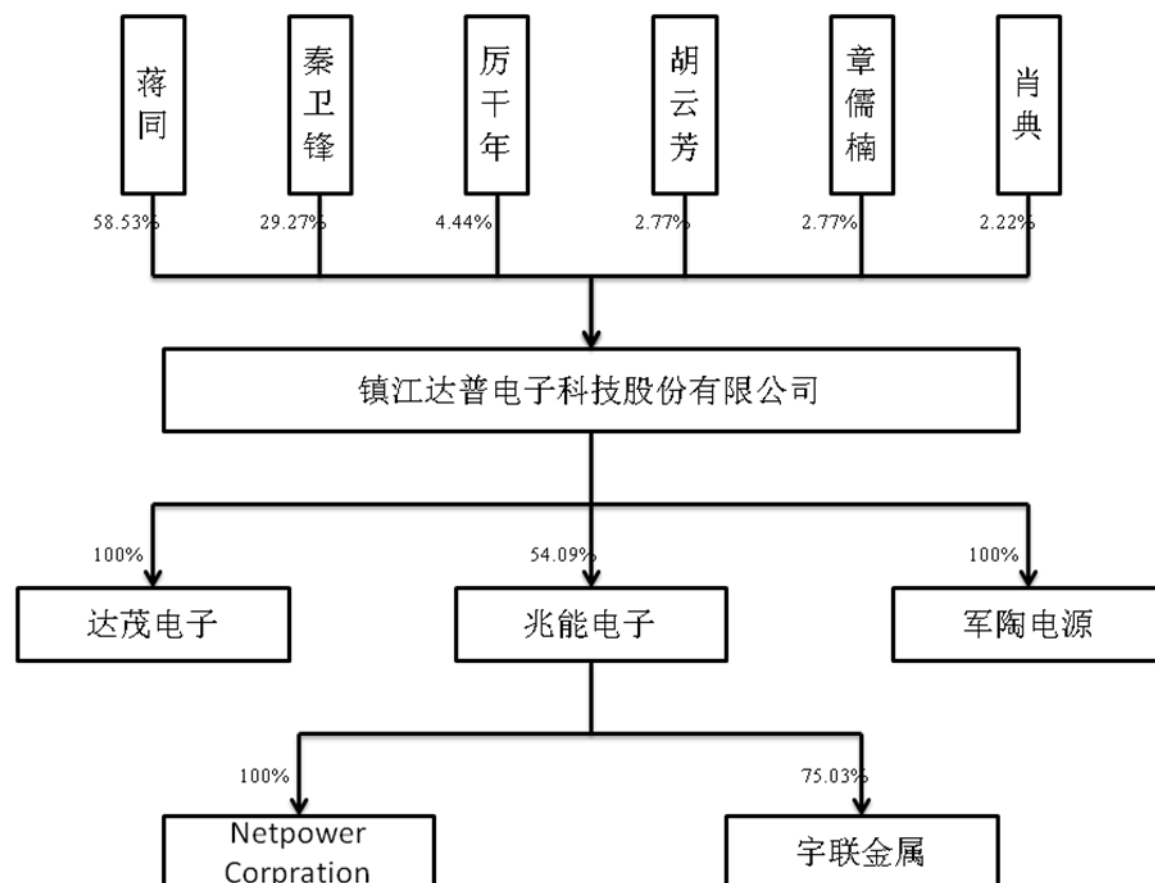 蒋同
秦卫锋
厉干年
胡云芳
章儒楠
肖典
58.53%
29.27%
4.44%
2.77%
2.77%
2.22%
镇江达普电子科技股份有限公司
100%
54.09%
100%
达茂电子
兆能电子
军陶电源
100%
75.03%
Netpower
Corpration
宇联金属